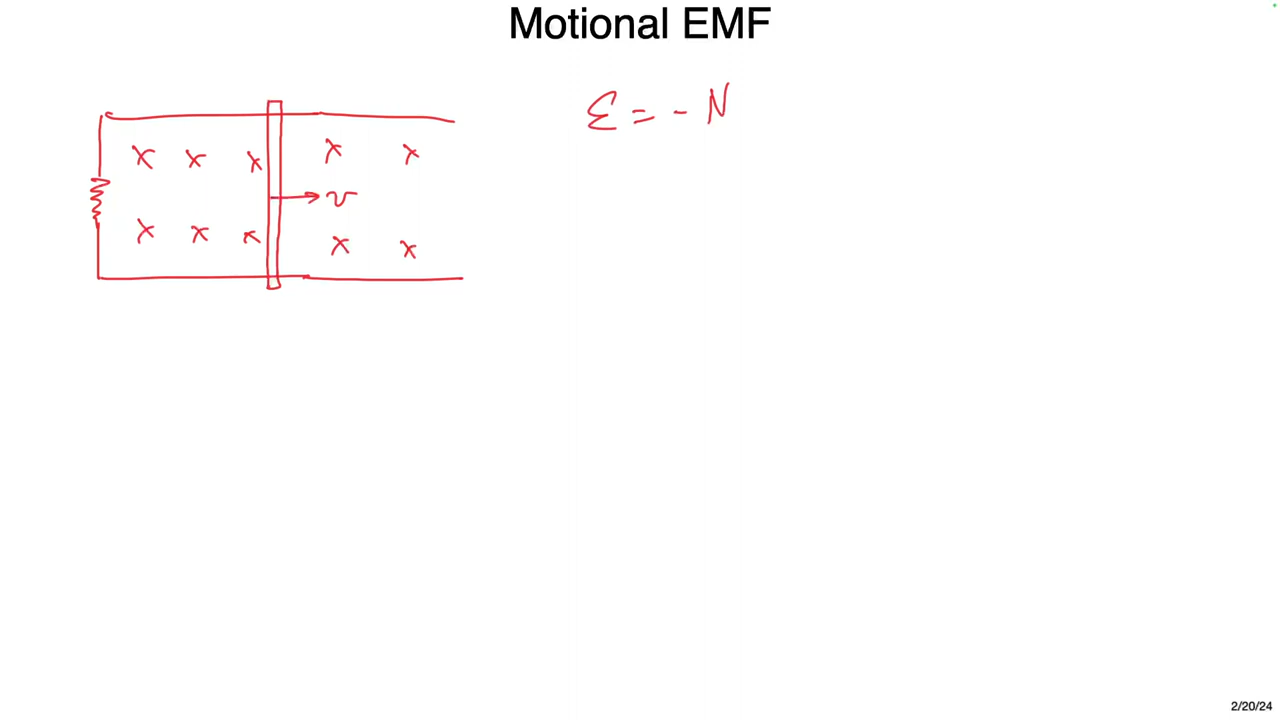 Motional EMF
ε = - N
x x x x x
v
x x x x x
2/20/24